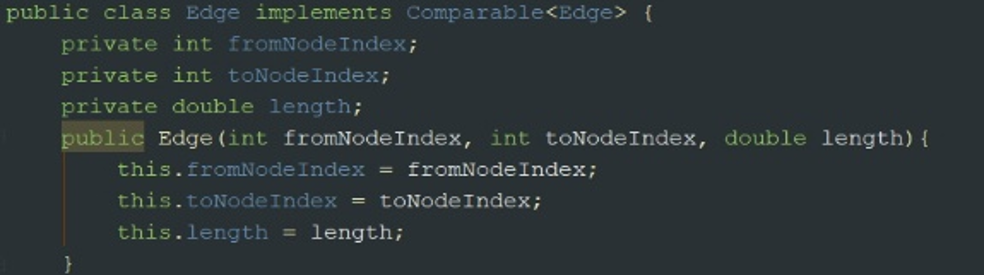 public class Edge implements Comparable<Edge> {
    private int fromNodeIndex;
    private int toNodeIndex;
    private double length;
    public Edge(int fromNodeIndex, int toNodeIndex, double length){
        this.fromNodeIndex = fromNodeIndex;
        this.toNodeIndex = toNodeIndex;
        this.length = length;
    }